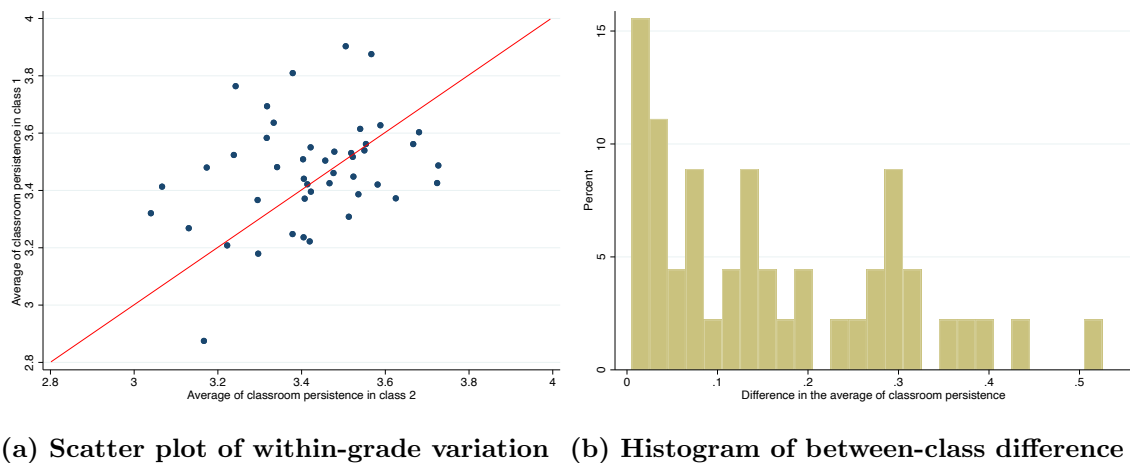 4
3.8
3.6
3.4
3.2
3
2.8
Average of classroom persistence in class 1
2.8 3 3.2 3.4 3.6 3.8 4
Average of classroom persistence in class 2
15
10
5
0
Percent
0 .1 .2 .3 .4 .5
Difference in the average of classroom persistence
(a) Scatter plot of within-grade variation
(b) Histogram of between-class difference